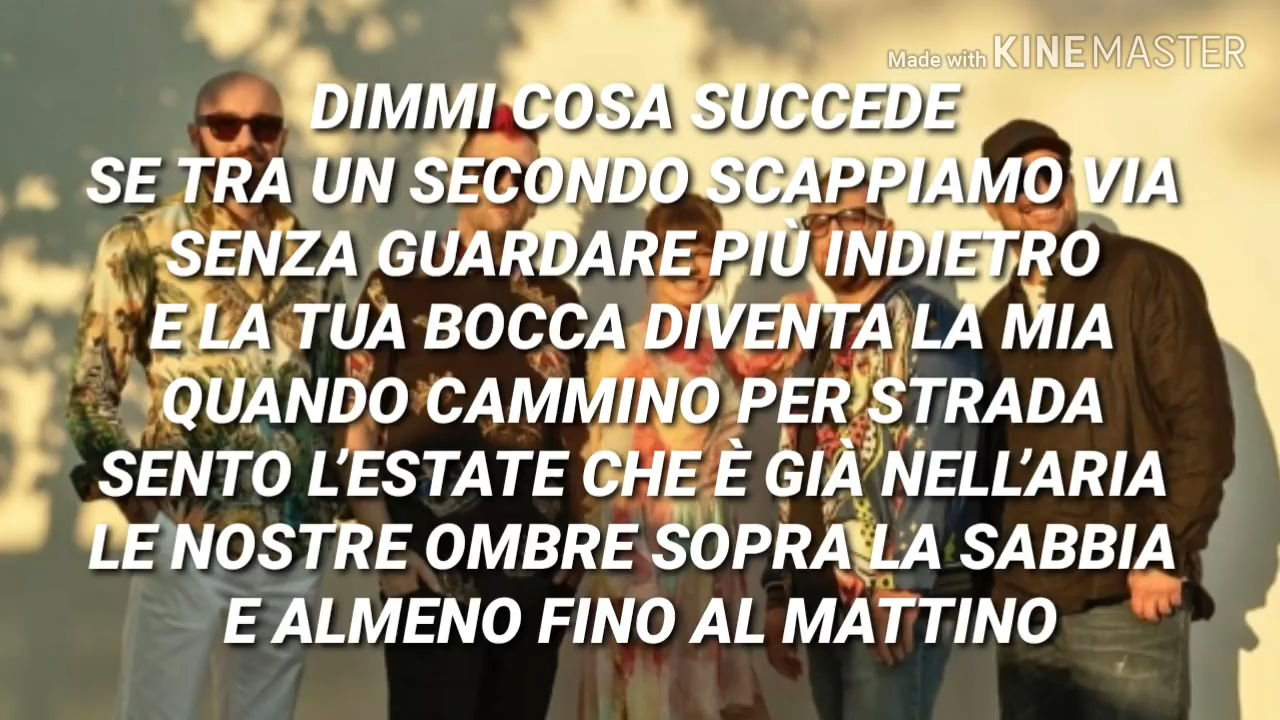 Made with KINEMASTER
DIMMI COSA SUCCEDE
SE TRA UN SECONDO SCAPPIAMO VIA
SENZA GUARDARE PIÙ INDIETRO
E LA TUA BOCCA DIVENTA LA MIA
QUANDO CAMMINO PER STRADA
SENTO L'ESTATE CHE È GIÀ NELL'ARIA
LE NOSTRE OMBRE SOPRA LA SABBIA
E ALMENO FINO AL MATTINO